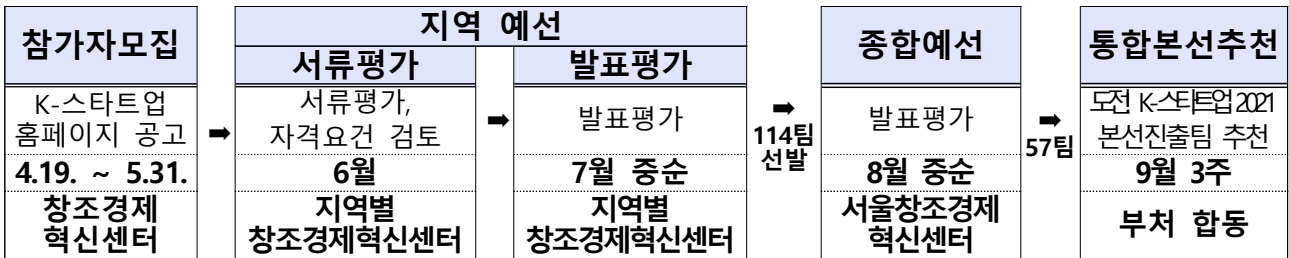 참가자모집
지역 예선
종합예선
통합본선추천
서류평가
발표평가
K-스타트업
홈페이지 공고
➡
서류평가,
자격요건 검토
➡
발표평가
➡
114팀
선발
발표평가
➡
57팀
도전 K-스타트업 2021
본선진출팀 추천
4.19. ~ 5.31.
6월
7월 중순
8월 중순
9월 3주
창조경제
혁신센터
지역별
창조경제혁신센터
지역별
창조경제혁신센터
서울창조경제
혁신센터
부처 합동